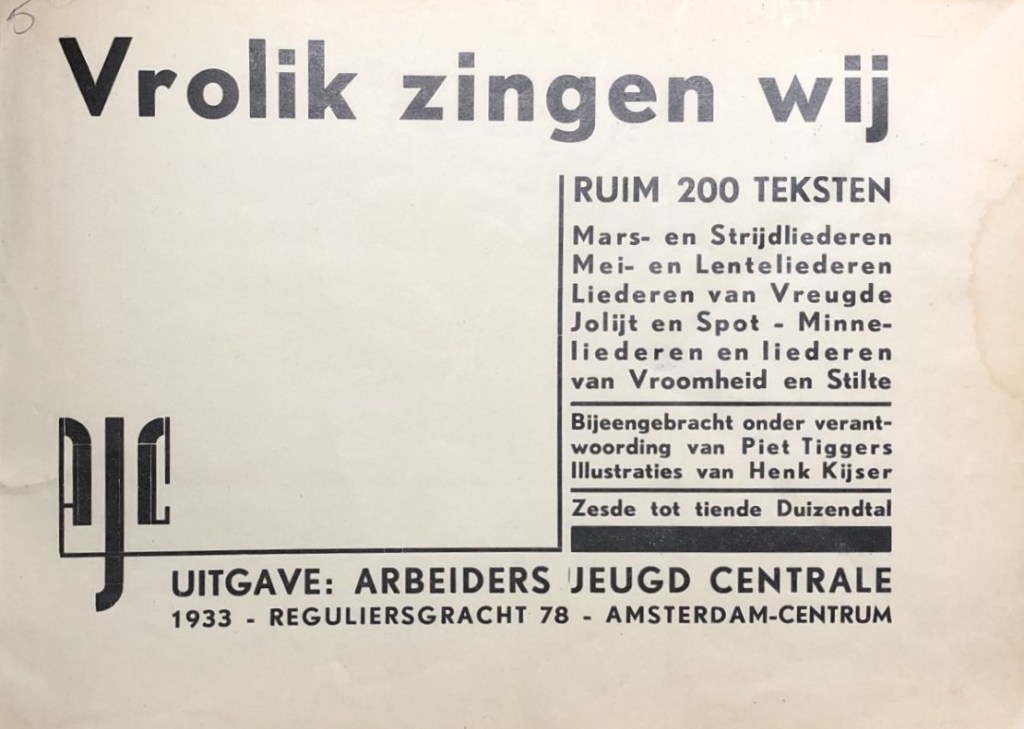 5
Vrolik zingen wij
RUIM 200 TEKSTEN
Mars- en Strijdliederen
Mei- en Lenteliederen
Liederen van Vreugde
Jolijt en Spot - Minne-
liederen en liederen
van Vroomheid en Stilte
Bijeengebracht onder verant-
woording van Piet Tiggers
Illustraties van Henk Kijser
Zesde tot tiende Duizendtal
AJC
UITGAVE: ARBEIDERS JEUGD CENTRALE
1933 - REGULIERSGRACHT 78 - AMSTERDAM-CENTRUM